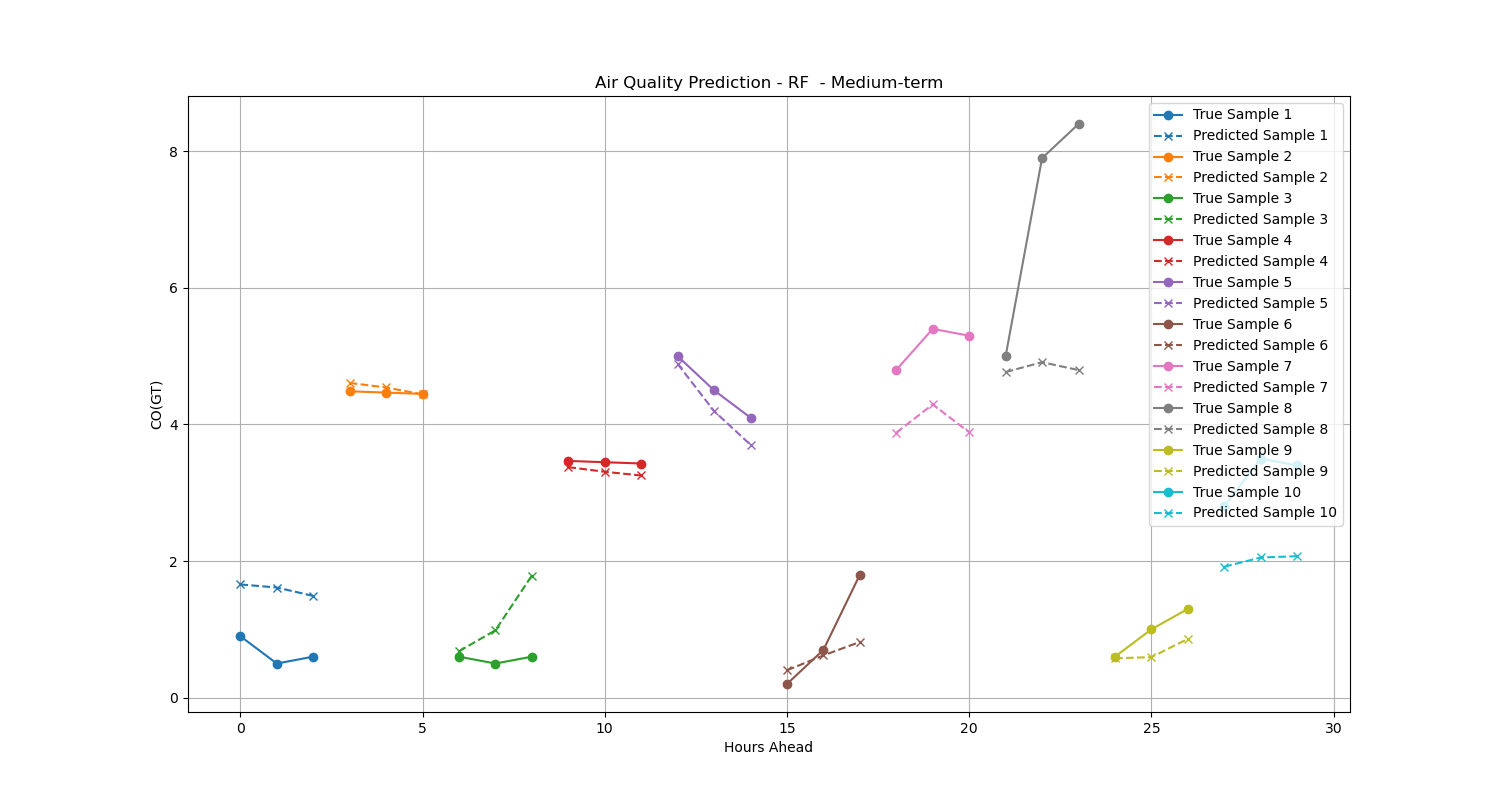 Air Quality Prediction - RF  - Medium-term
CO(GT)
8
6
4
2
0
0
5
10
15
20
25
30
Hours Ahead
True Sample 1
Predicted Sample 1
True Sample 2
Predicted Sample 2
True Sample 3
Predicted Sample 3
True Sample 4
Predicted Sample 4
True Sample 5
Predicted Sample 5
True Sample 6
Predicted Sample 6
True Sample 7
Predicted Sample 7
True Sample 8
Predicted Sample 8
True Sample 9
Predicted Sample 9
True Sample 10
Predicted Sample 10